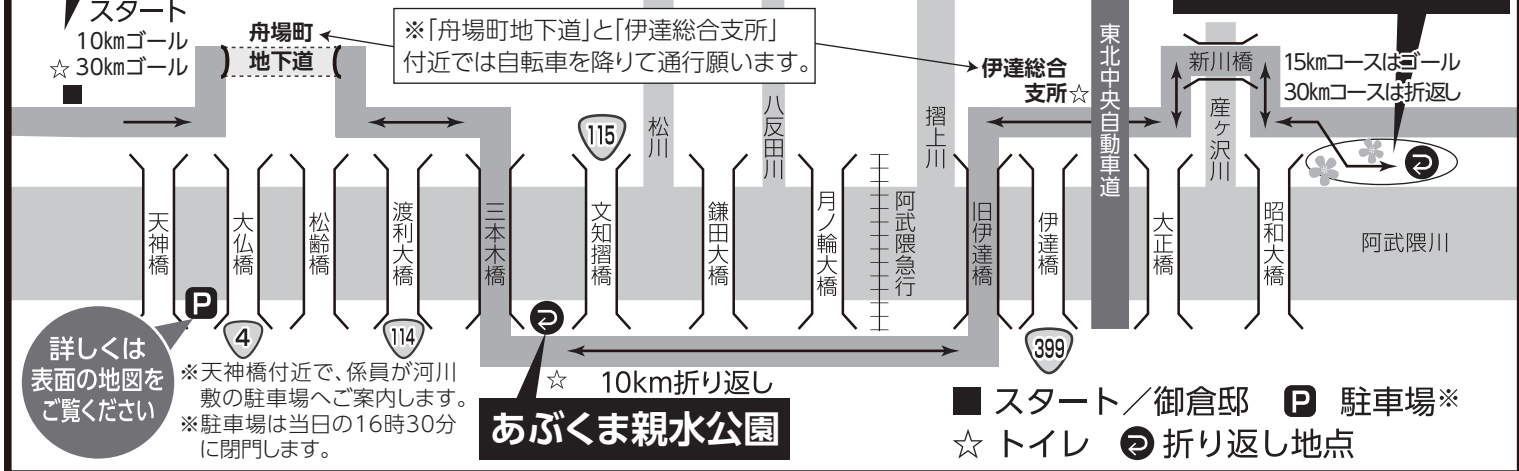 スタート
10kmゴール
☆30kmゴール
舟場町
地下道
※「舟場町地下道」と「伊達総合支所」
付近では自転車を降りて通行願います。
伊達総合
支所☆
東北中央自動車道
新川橋
15kmコースはゴール
30kmコースは折返し
松川
八反田川
摺上川
産ヶ沢川
115
天神橋
大仏橋
松齢橋
渡利大橋
三本木橋
文知摺橋
鎌田大橋
月ノ輪大橋
阿武隈急行
旧伊達橋
伊達橋
大正橋
昭和大橋
阿武隈川
P
4
114
399
詳しくは
表面の地図を
ご覧ください
※天神橋付近で、係員が河川
敷の駐車場へご案内します。
※駐車場は当日の16時30分
に閉門します。
☆ 10km折り返し
あぶくま親水公園
■ スタート／御倉邸 P 駐車場※
☆ トイレ 折り返し地点